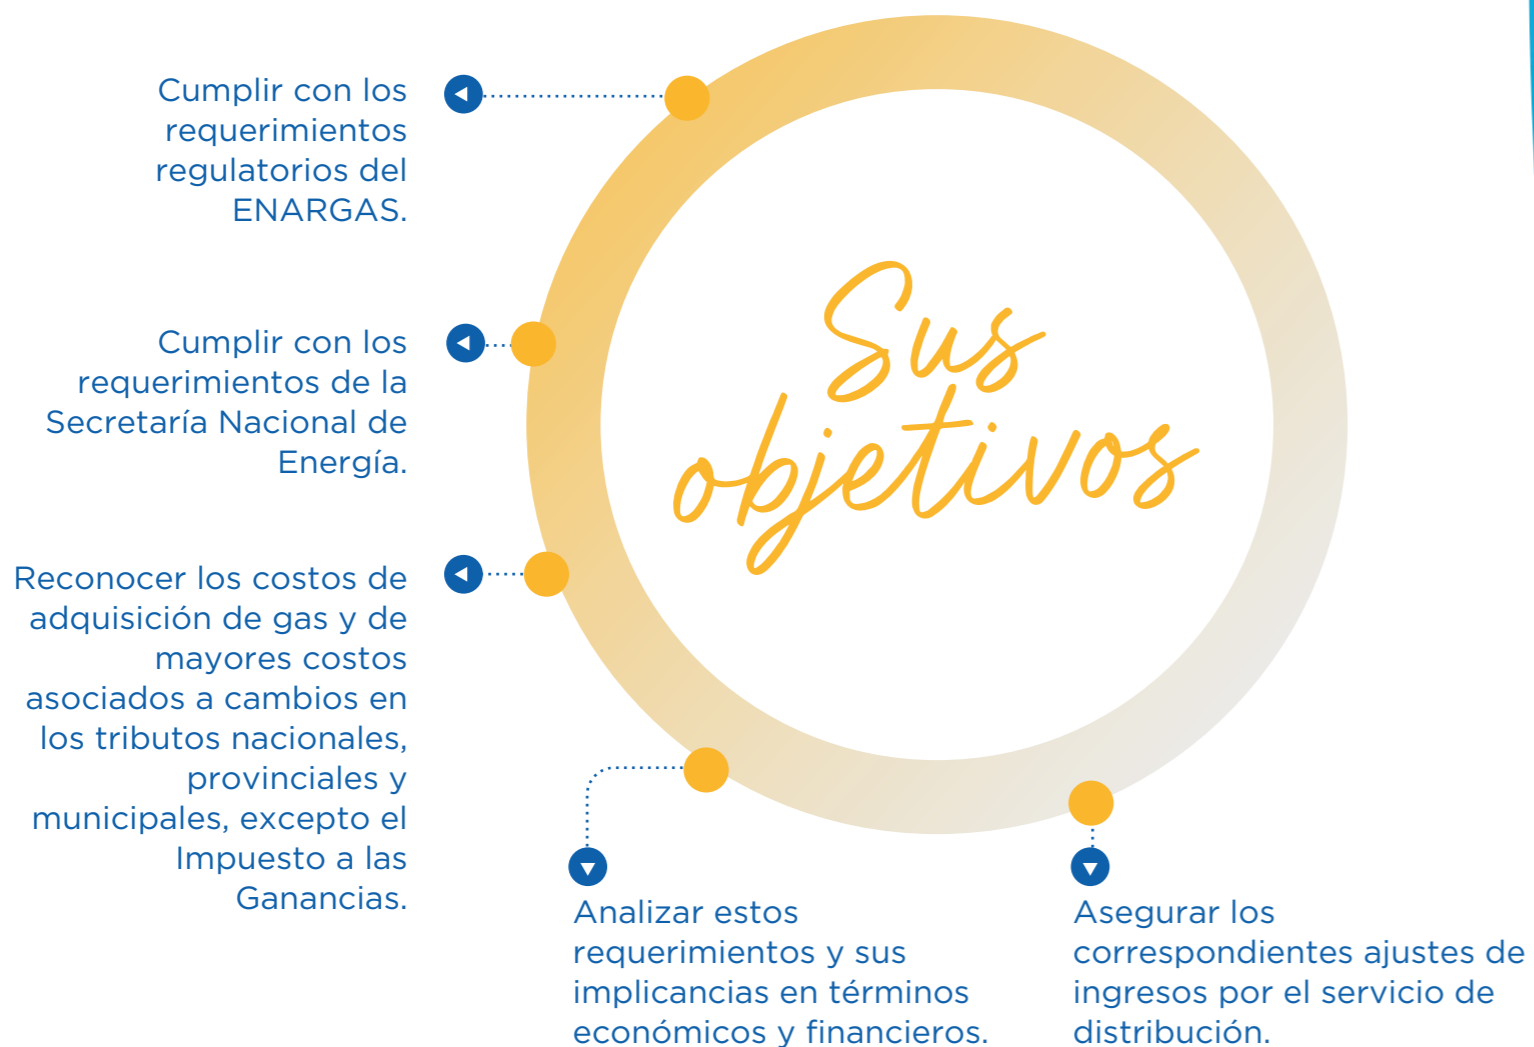 Cumplir con los
requerimientos
regulatorios del
ENARGAS.
Cumplir con los
requerimientos de la
Secretaría Nacional de
Energía.
Reconocer los costos de
adquisición de gas y de
mayores costos
asociados a cambios en
los tributos nacionales,
provinciales y
municipales, excepto el
Impuesto a las
Ganancias.
Sus
objetivos
Analizar estos
requerimientos y sus
implicancias en términos
económicos y financieros.
Asegurar los
correspondientes ajustes de
ingresos por el servicio de
distribución.